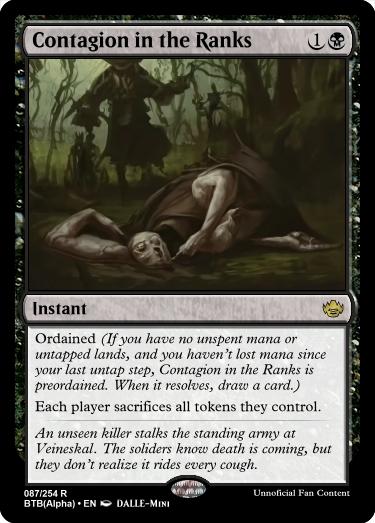 Contagion in the Ranks 1
Instant
Ordained (If you have no unspent mana or
untapped lands, and you haven't lost mana since
your last untap step, Contagion in the Ranks is
preordained. When it resolves, draw a card.)
Each player sacrifices all tokens they control.
An unseen killer stalks the standing army at
Veineskal. The soliders know death is coming, but
they don't realize it rides every cough.
087/254 R
Unofficial Fan Content
BTB(Alpha) • EN DALLE-Mini